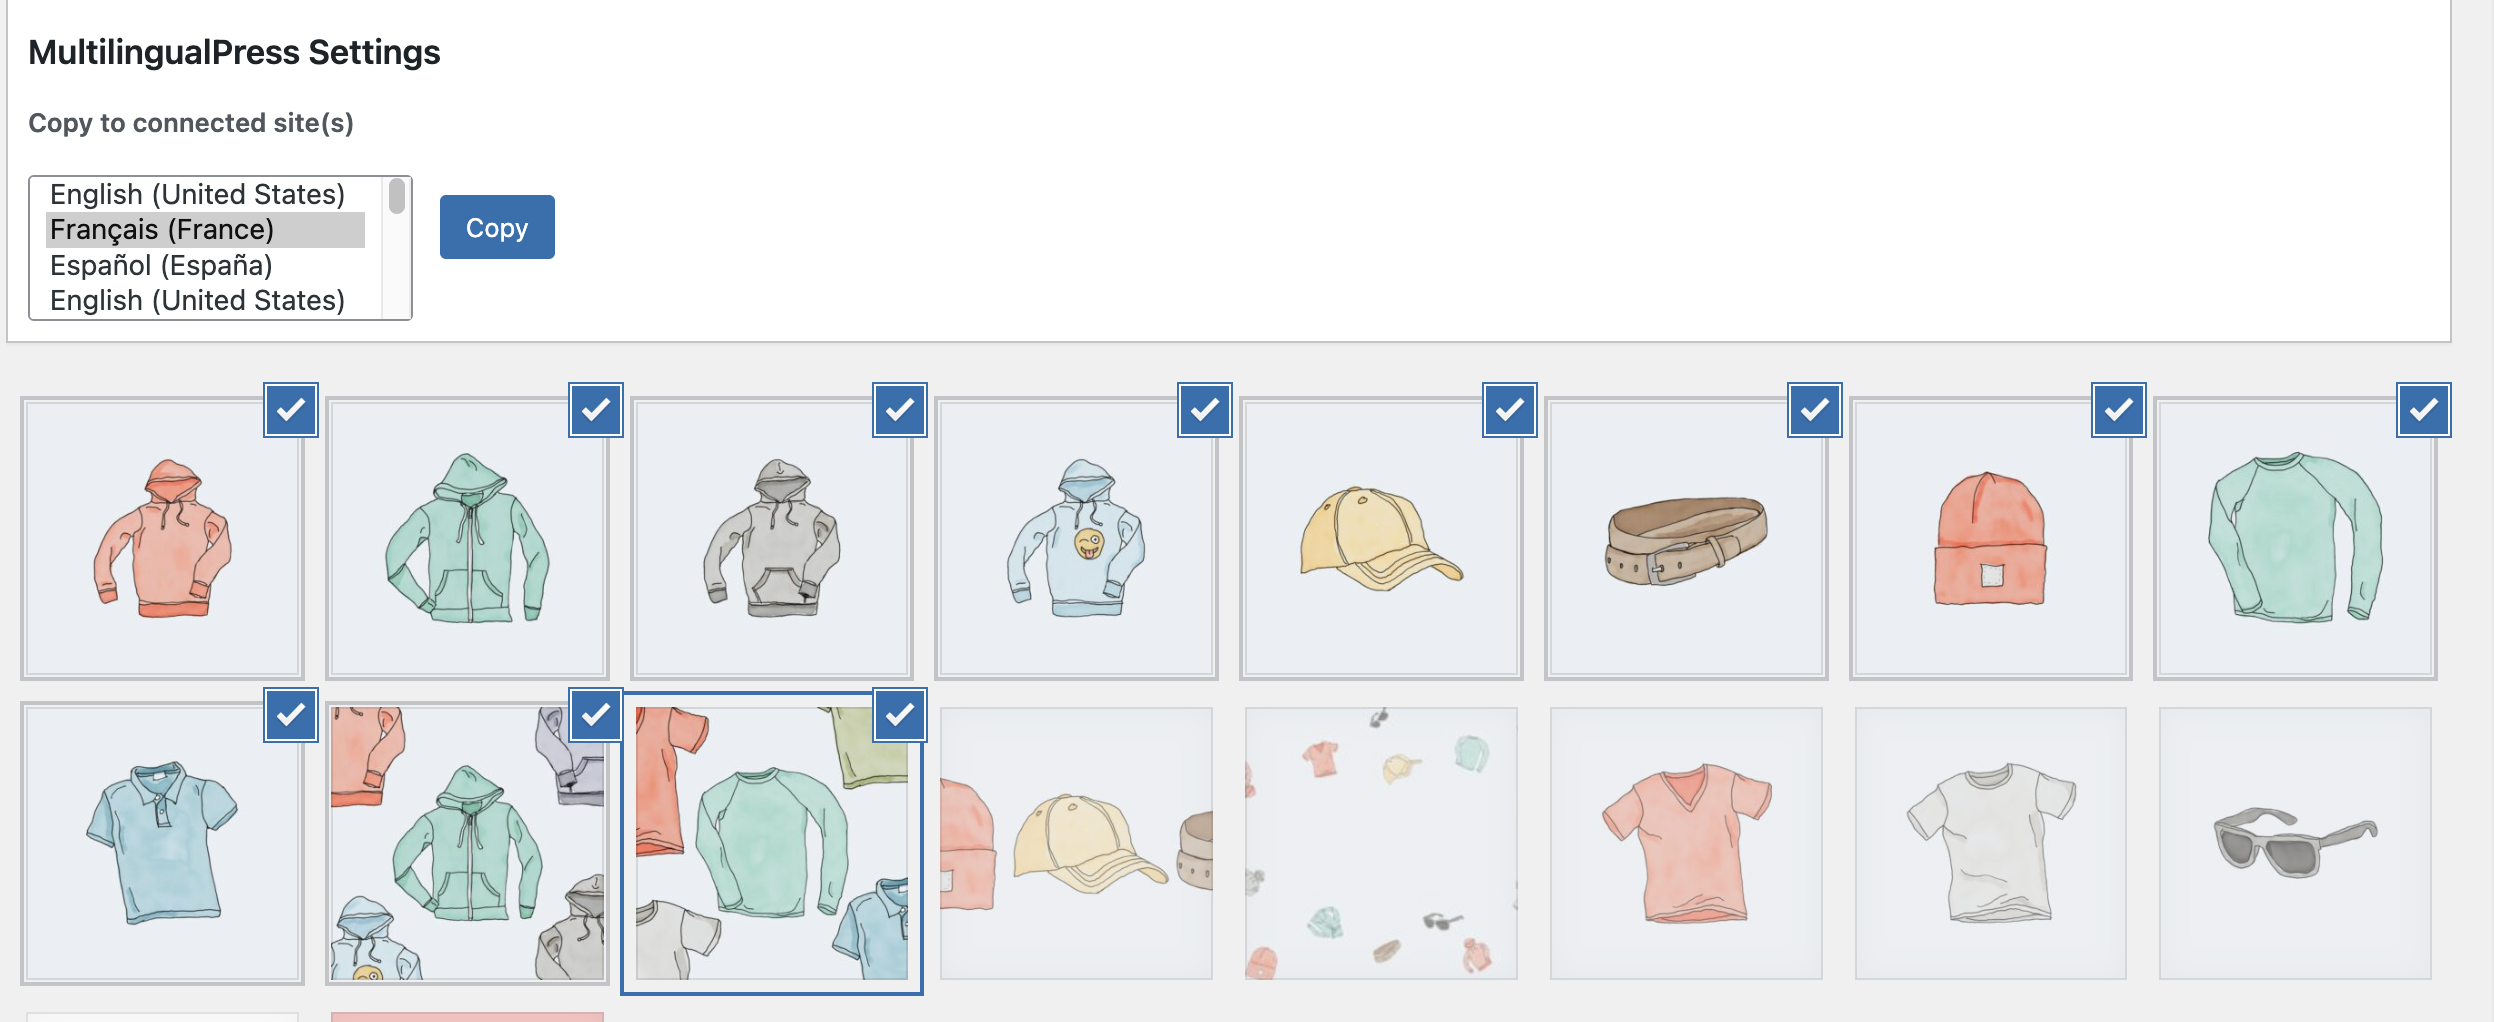 MultilingualPress Settings
Copy to connected site(s)
English (United States)
Français (France)
Español (España)
English (United States)
Copy